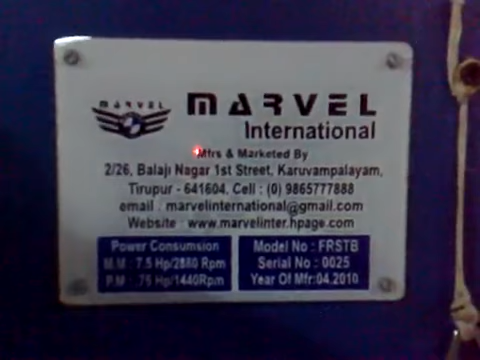 MARVEL
MARVEL
International
Mfrs & Marketed By
2/26, Balaji Nagar 1st Street, Karuvampalayam,
Tirupur - 641604, Cell : (0) 9865777888
email : marvelinternational@gmail.com
Website : www.marvelinter.hpage.com
Power Consumsion
M.M : 7.5 Hp/2880 Rpm
P.M : .75 Hp/1440Rpm
Model No : FRSTB
Serial No : 0025
Year Of Mfr:04.2010